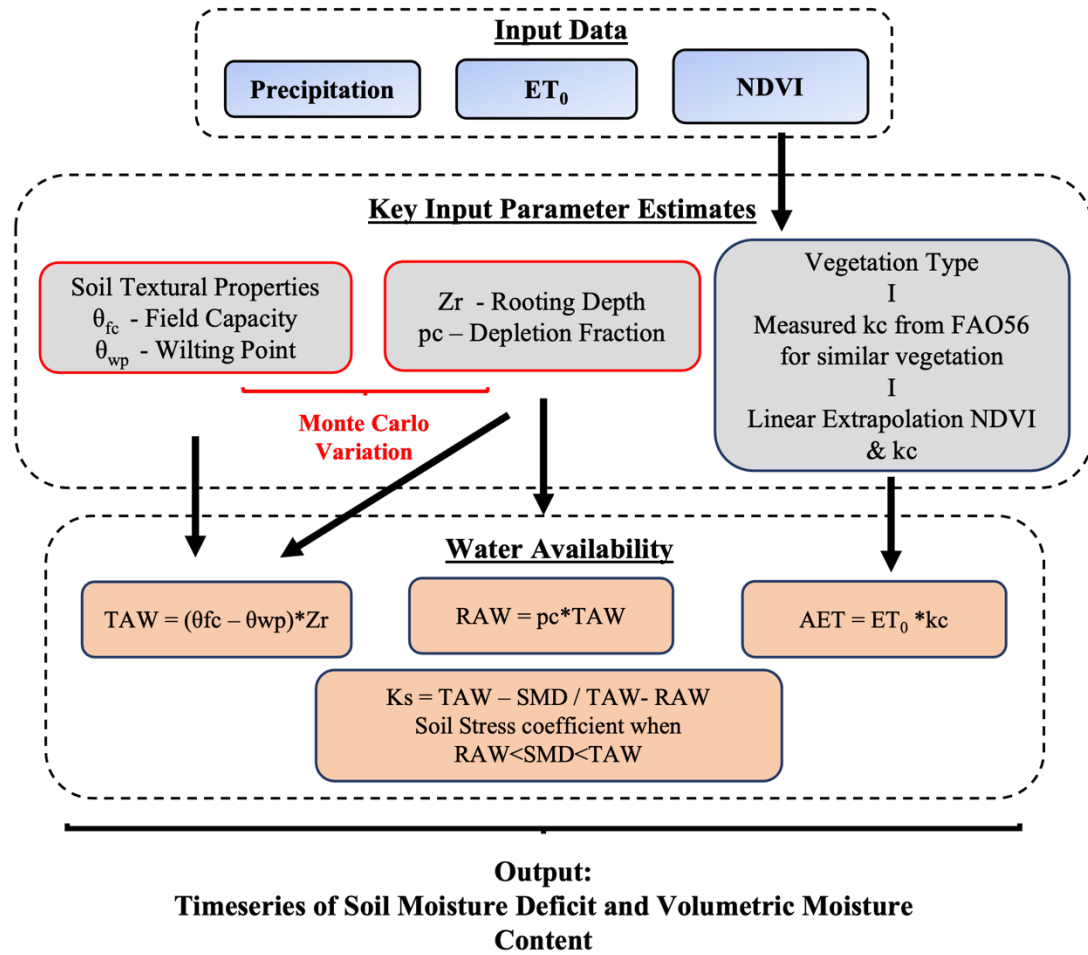 Input Data
Precipitation
ET₀
NDVI
Key Input Parameter Estimates
Soil Textural Properties
θfc - Field Capacity
θwp - Wilting Point
Zr - Rooting Depth
pc – Depletion Fraction
Vegetation Type
I
Measured kc from FAO56
for similar vegetation
I
Linear Extrapolation NDVI
& kc
Monte Carlo
Variation
Water Availability
TAW = (θfc – θwp)*Zr
RAW = pc*TAW
AET = ET₀ *kc
Ks = TAW – SMD / TAW- RAW
Soil Stress coefficient when
RAW<SMD<TAW
Output:
Timeseries of Soil Moisture Deficit and Volumetric Moisture
Content